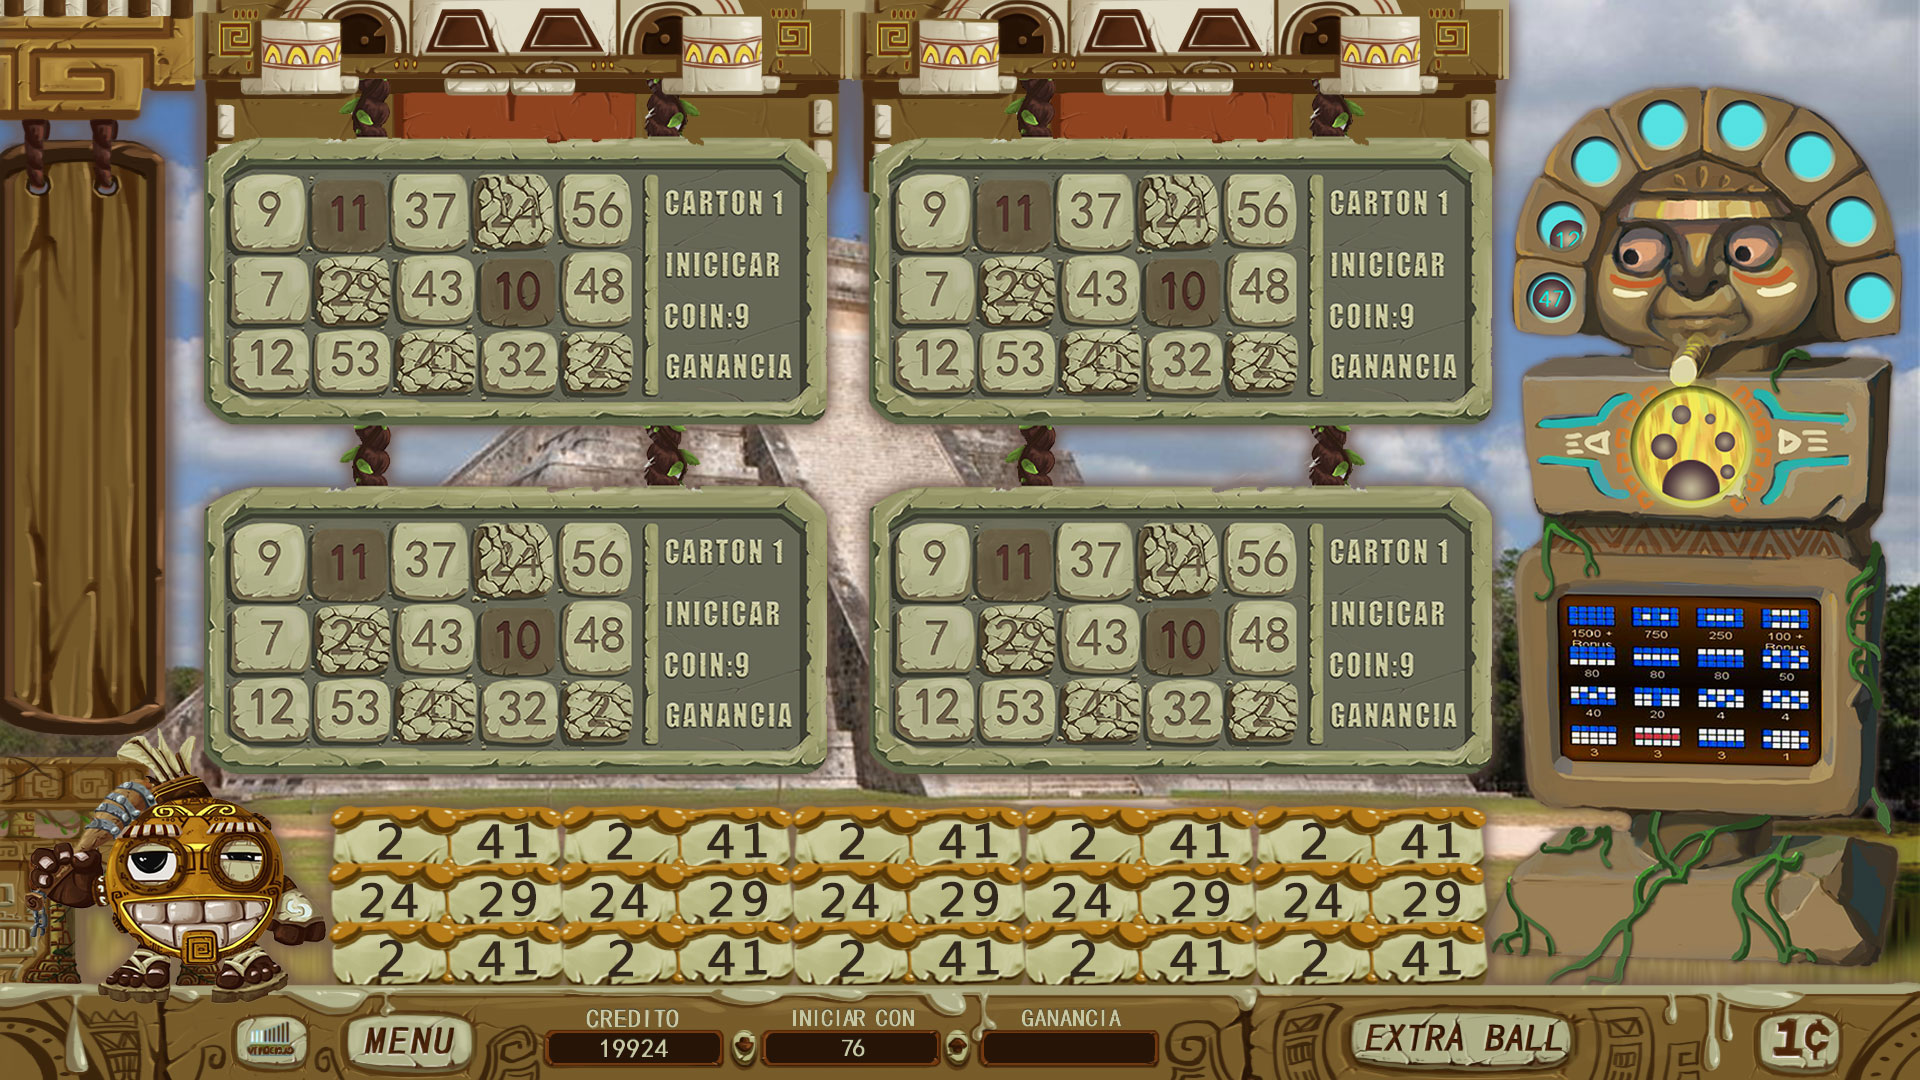 9 11 37 24 56 CARTON 1
7 29 43 10 48 INICICAR
COIN:9
12 53 41 32 2 GANANCIA
9 11 37 24 56 CARTON 1
7 29 43 10 48 INICICAR
COIN:9
12 53 41 32 2 GANANCIA
12
47
9 11 37 24 56 CARTON 1
7 29 43 10 48 INICICAR
COIN:9
12 53 41 32 2 GANANCIA
9 11 37 24 56 CARTON 1
7 29 43 10 48 INICICAR
COIN:9
12 53 41 32 2 GANANCIA
1500 + 750 250 100 +
Bonus Bonus
80 80 80 50
40 20 4 4
3 3 3 1
2 41 2 41 2 41 2 41 2 41
24 29 24 29 24 29 24 29 24 29
2 41 2 41 2 41 2 41 2 41
MENU
CREDITO
19924
INICIAR CON
76
GANANCIA
EXTRA BALL
1¢